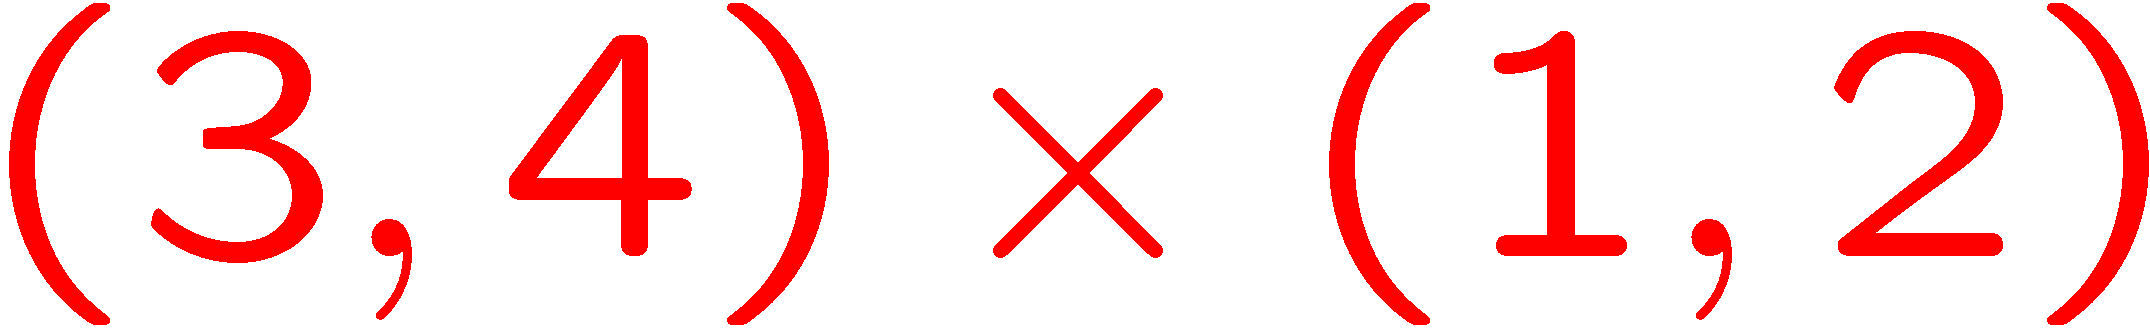 (3, 4) × (1, 2)